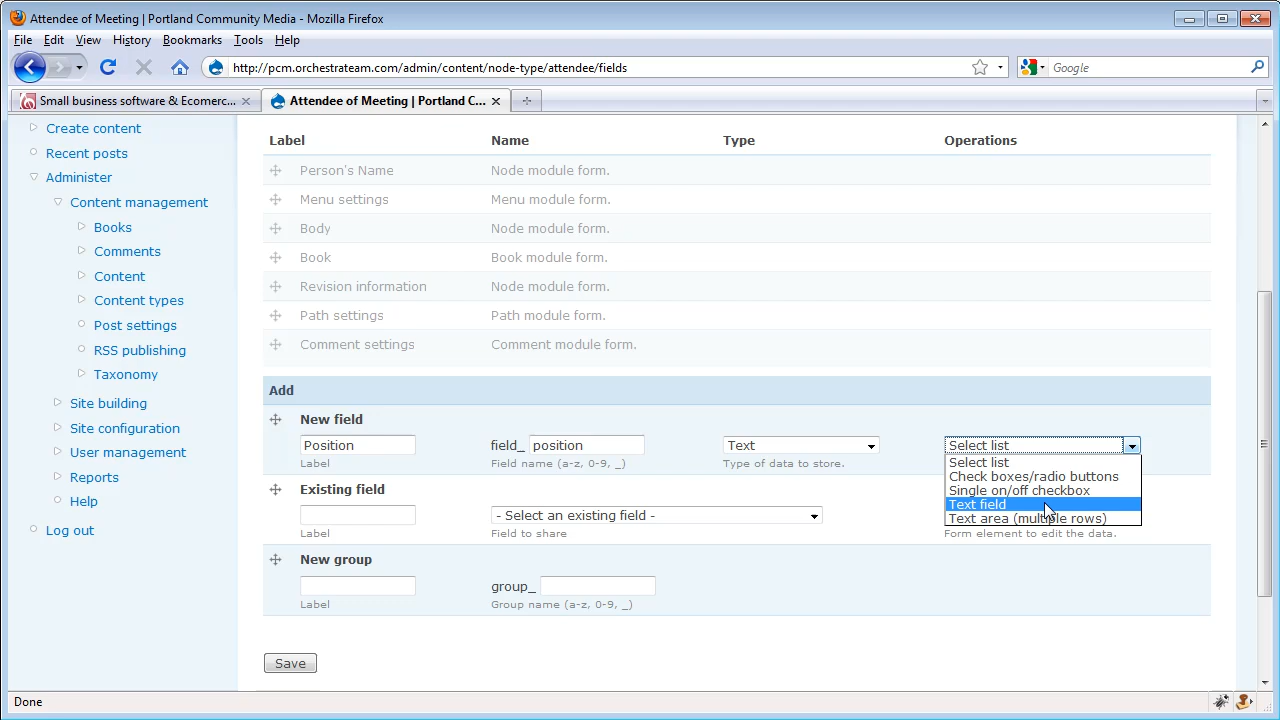 Attendee of Meeting | Portland Community Media - Mozilla Firefox
File Edit View History Bookmarks Tools Help
http://pcm.orchestrateam.com/admin/content/node-type/attendee/fields
Google
Small business software & Ecomerc...
Attendee of Meeting | Portland C...
Create content
Recent posts
Administer
Content management
Books
Comments
Content
Content types
Post settings
RSS publishing
Taxonomy
Site building
Site configuration
User management
Reports
Help
Log out
Label Name Type Operations
Person's Name Node module form.
Menu settings Menu module form.
Body Node module form.
Book Book module form.
Revision information Node module form.
Path settings Path module form.
Comment settings Comment module form.
Add
New field
Position field_ position Text Select list
Label Field name (a-z, 0-9, _) Type of data to store.
Select list
Check boxes/radio buttons
Single on/off checkbox
Text field
Text area (multiple rows)
Existing field
- Select an existing field -
Label Field to share Form element to edit the data.
New group
group_
Label Group name (a-z, 0-9, _)
Save
Done